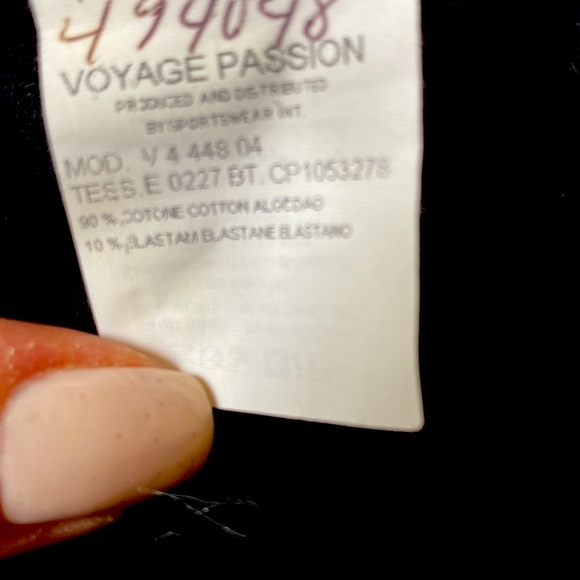 494048
VOYAGE PASSION
PRODUCED AND DISTRIBUTED
BY SPORTSWEAR INT.
MOD. V 4 448 04
TESS. E 0227 BT. CP1053278
90 % COTONE COTTON ALGODAO
10 % ELASTAM ELASTANE ELASTANO